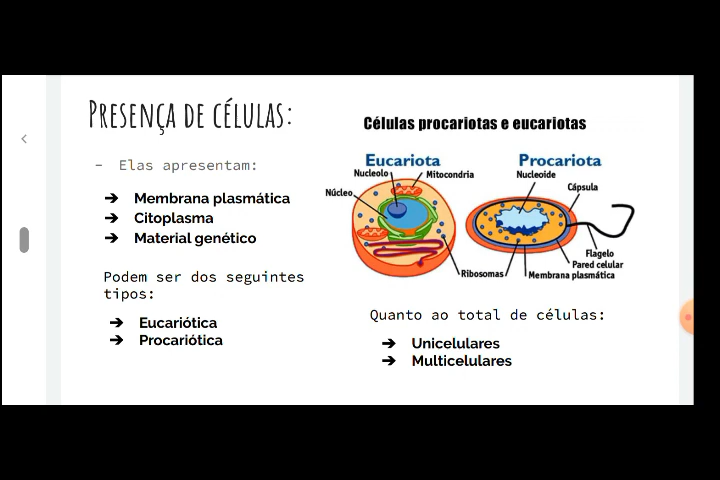 PRESENÇA DE CÉLULAS:
- Elas apresentam:
➔ Membrana plasmática
➔ Citoplasma
➔ Material genético
Podem ser dos seguintes
tipos:
➔ Eucariótica
➔ Procariótica
Células procariotas e eucariotas
Eucariota
Nucleolo
Mitocondria
Núcleo
Procariota
Nucleoide
Cápsula
Flagelo
Pared celular
Ribosomas
Membrana plasmática
Quanto ao total de células:
➔ Unicelulares
➔ Multicelulares